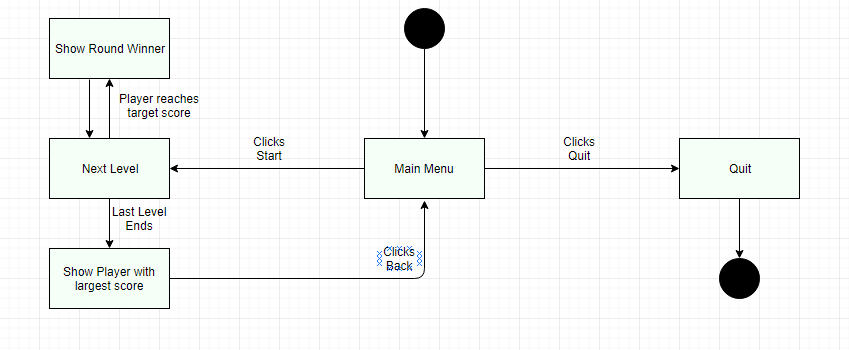 Show Round Winner
Player reaches
target score
Clicks
Start
Clicks
Quit
Next Level
Main Menu
Quit
Last Level
Ends
Clicks
Back
Show Player with
largest score